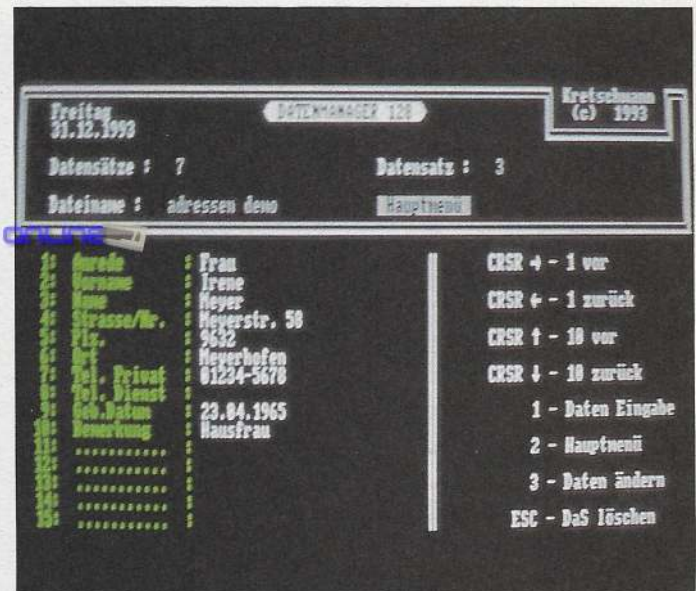 Kretschmann
(c) 1993
Freitag
31.12.1993
DATENMANAGER 128
Datensätze : 7
Datensatz : 3
Dateiname : adressen demo
Hauptmenü
online
1: Anrede : Frau
2: Vorname : Irene
3: Name : Meyer
4: Strasse/Nr. : Meyerstr. 58
5: Plz. : 9632
6: Ort : Meyerhofen
7: Tel. Privat : 01234-5678
8: Tel. Dienst :
9: Geb.Datum : 23.04.1965
10: Bemerkung : Hausfrau
11: ........... :
12: ........... :
13: ........... :
14: ........... :
15: ........... :
CRSR → - 1 vor
CRSR ← - 1 zurück
CRSR ↑ - 10 vor
CRSR ↓ - 10 zurück
1 - Daten Eingabe
2 - Hauptmenü
3 - Daten ändern
ESC - DaS löschen